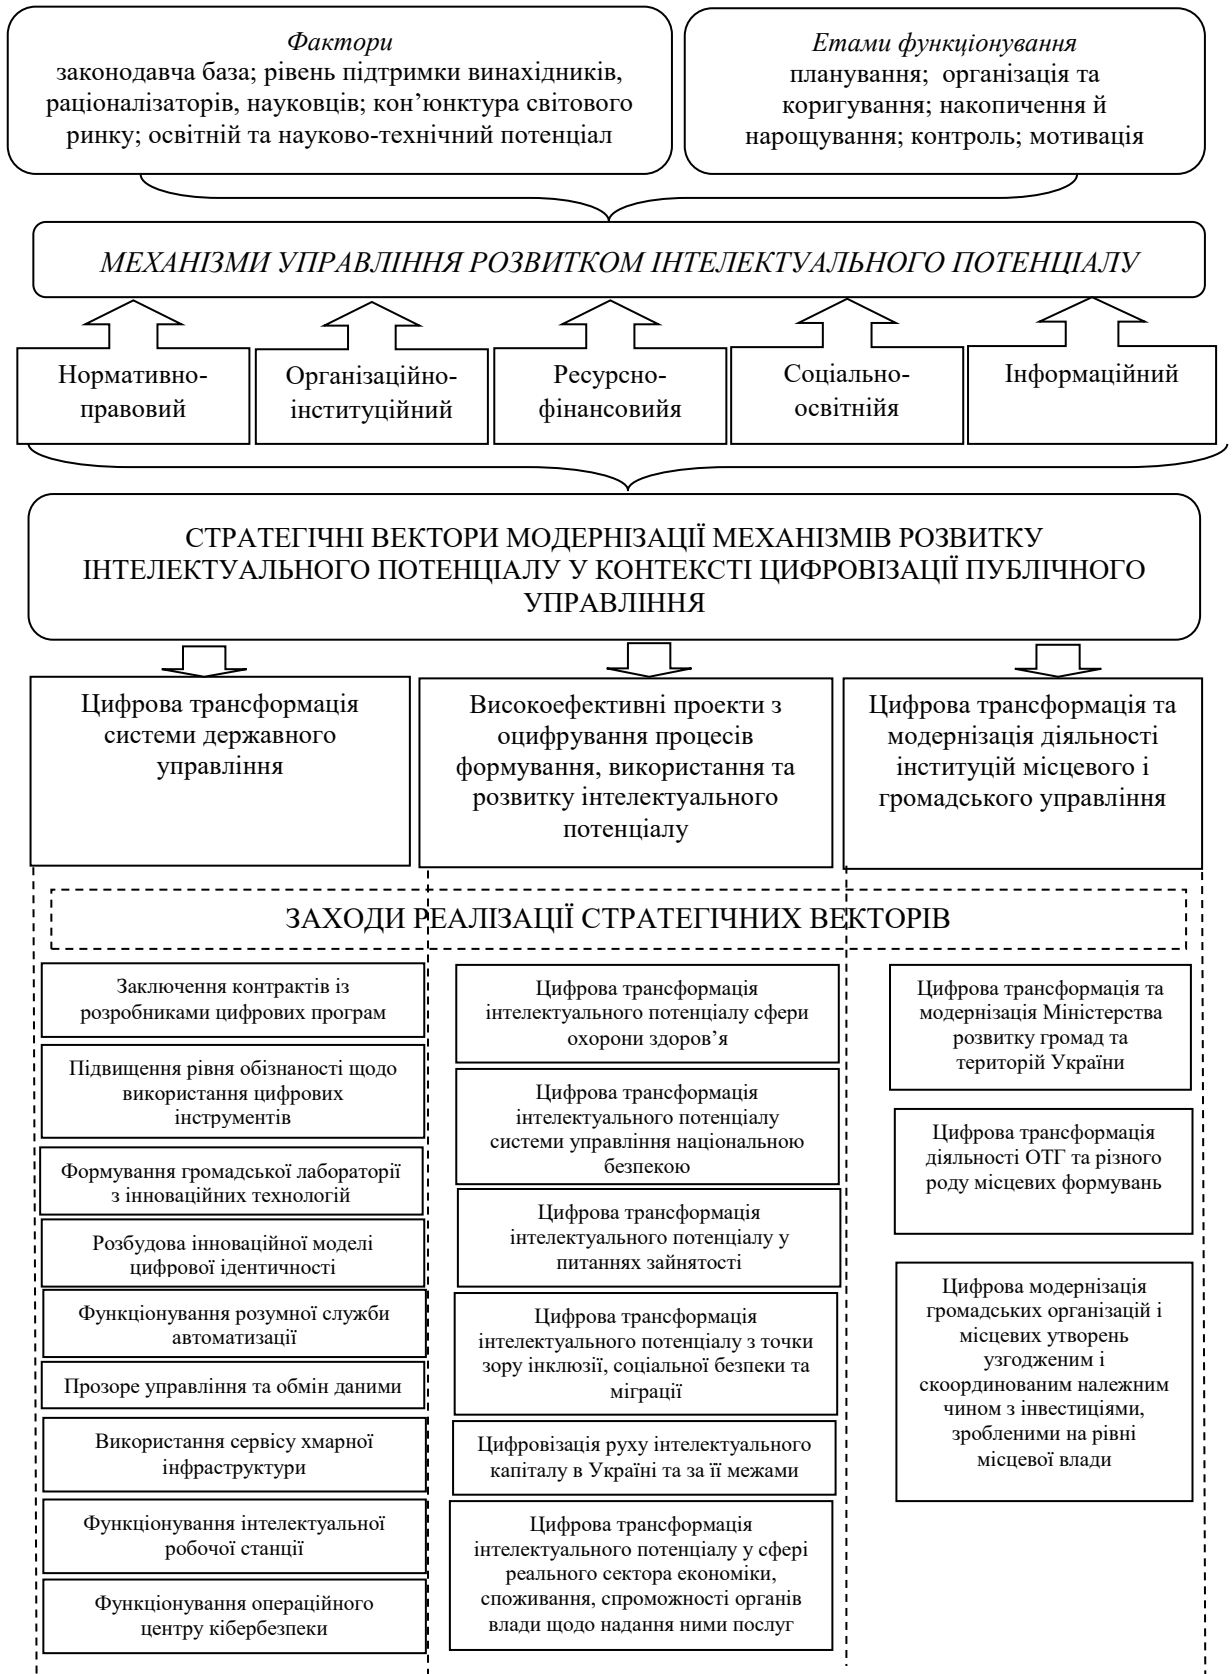 Фактори
законодавча база; рівень підтримки винахідників,
раціоналізаторів, науковців; кон’юнктура світового
ринку; освітній та науково-технічний потенціал
Етами функціонування
планування; організація та
коригування; накопичення й
нарощування; контроль; мотивація
МЕХАНІЗМИ УПРАВЛІННЯ РОЗВИТКОМ ІНТЕЛЕКТУАЛЬНОГО ПОТЕНЦІАЛУ
Нормативно-
правовий
Організаційно-
інституційний
Ресурсно-
фінансовийя
Соціально-
освітнійя
Інформаційний
СТРАТЕГІЧНІ ВЕКТОРИ МОДЕРНІЗАЦІЇ МЕХАНІЗМІВ РОЗВИТКУ
ІНТЕЛЕКТУАЛЬНОГО ПОТЕНЦІАЛУ У КОНТЕКСТІ ЦИФРОВІЗАЦІЇ ПУБЛІЧНОГО
УПРАВЛІННЯ
Цифрова трансформація
системи державного
управління
Високоефективні проекти з
оцифрування процесів
формування, використання та
розвитку інтелектуального
потенціалу
Цифрова трансформація та
модернізація діяльності
інституцій місцевого і
громадського управління
ЗАХОДИ РЕАЛІЗАЦІЇ СТРАТЕГІЧНИХ ВЕКТОРІВ
Заключення контрактів із
розробниками цифрових програм
Підвищення рівня обізнаності щодо
використання цифрових
інструментів
Формування громадської лабораторії
з інноваційних технологій
Розбудова інноваційної моделі
цифрової ідентичності
Функціонування розумної служби
автоматизації
Прозоре управління та обмін даними
Використання сервісу хмарної
інфраструктури
Функціонування інтелектуальної
робочої станції
Функціонування операційного
центру кібербезпеки
Цифрова трансформація
інтелектуального потенціалу сфери
охорони здоров’я
Цифрова трансформація
інтелектуального потенціалу
системи управління національною
безпекою
Цифрова трансформація
інтелектуального потенціалу у
питаннях зайнятості
Цифрова трансформація
інтелектуального потенціалу з точки
зору інклюзії, соціальної безпеки та
міграції
Цифровізація руху інтелектуального
капіталу в Україні та за її межами
Цифрова трансформація
інтелектуального потенціалу у сфері
реального сектора економіки,
споживання, спроможності органів
влади щодо надання ними послуг
Цифрова трансформація та
модернізація Міністерства
розвитку громад та
територій України
Цифрова трансформація
діяльності ОТГ та різного
роду місцевих формувань
Цифрова модернізація
громадських організацій і
місцевих утворень
узгодженим і
скоординованим належним
чином з інвестиціями,
зробленими на рівні
місцевої влади